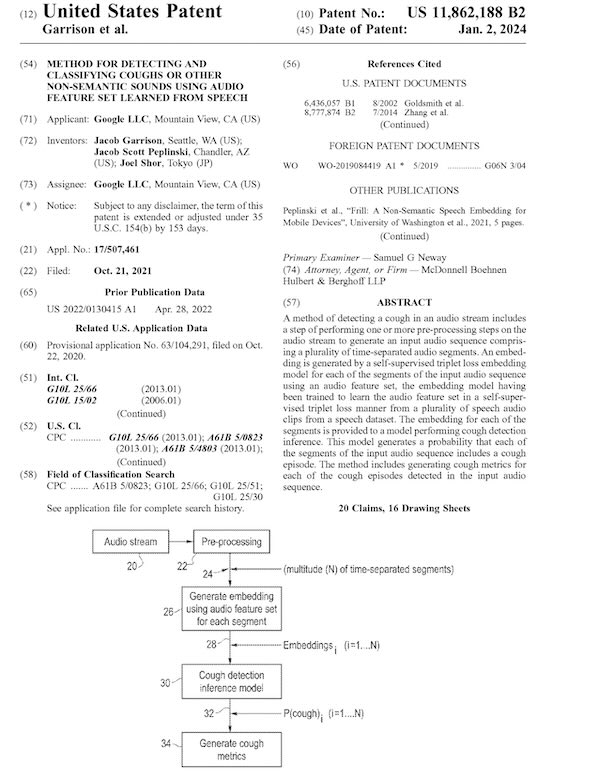 (12) United States Patent
Garrison et al.
(10) Patent No.: US 11,862,188 B2
(45) Date of Patent: Jan. 2, 2024
(54) METHOD FOR DETECTING AND
CLASSIFYING COUGHS OR OTHER
NON-SEMANTIC SOUNDS USING AUDIO
FEATURE SET LEARNED FROM SPEECH
(71) Applicant: Google LLC, Mountain View, CA (US)
(72) Inventors: Jacob Garrison, Seattle, WA (US);
Jacob Scott Peplinski, Chandler, AZ
(US); Joel Shor, Tokyo (JP)
(73) Assignee: Google LLC, Mountain View, CA (US)
( * ) Notice: Subject to any disclaimer, the term of this
patent is extended or adjusted under 35
U.S.C. 154(b) by 153 days.
(21) Appl. No.: 17/507,461
(22) Filed: Oct. 21, 2021
(65) Prior Publication Data
US 2022/0130415 A1 Apr. 28, 2022
Related U.S. Application Data
(60) Provisional application No. 63/104,291, filed on Oct.
22, 2020.
(51) Int. Cl.
G10L 25/66 (2013.01)
G10L 15/02 (2006.01)
(Continued)
(52) U.S. Cl.
CPC ............ G10L 25/66 (2013.01); A61B 5/0823
(2013.01); A61B 5/4803 (2013.01);
(Continued)
(58) Field of Classification Search
CPC ....... A61B 5/0823; G10L 25/66; G10L 25/51;
G10L 25/30
See application file for complete search history.
(56) References Cited
U.S. PATENT DOCUMENTS
6,436,057 B1 8/2002 Goldsmith et al.
8,777,874 B2 7/2014 Zhang et al.
(Continued)
FOREIGN PATENT DOCUMENTS
WO WO-2019084419 A1 * 5/2019 ............... G06N 3/04
OTHER PUBLICATIONS
Peplinski et al., “Frill: A Non-Semantic Speech Embedding for
Mobile Devices”, University of Washington et al., 2021, 5 pages.
(Continued)
Primary Examiner — Samuel G Neway
(74) Attorney, Agent, or Firm — McDonnell Boehnen
Hulbert & Berghoff LLP
(57) ABSTRACT
A method of detecting a cough in an audio stream includes
a step of performing one or more pre-processing steps on the
audio stream to generate an input audio sequence compris-
ing a plurality of time-separated audio segments. An embed-
ding is generated by a self-supervised triplet loss embedding
model for each of the segments of the input audio sequence
using an audio feature set, the embedding model having
been trained to learn the audio feature set in a self-super-
vised triplet loss manner from a plurality of speech audio
clips from a speech dataset. The embedding for each of the
segments is provided to a model performing cough detection
inference. This model generates a probability that each of
the segments of the input audio sequence includes a cough
episode. The method includes generating cough metrics for
each of the cough episodes detected in the input audio
sequence.
20 Claims, 16 Drawing Sheets
Audio stream
20
Pre-processing
22
24
(multitude (N) of time-separated segments)
Generate embedding
using audio feature set
for each segment
26
28
Embeddings i (i=1....N)
Cough detection
inference model
30
32
P(cough) i (i=1....N)
Generate cough
metrics
34